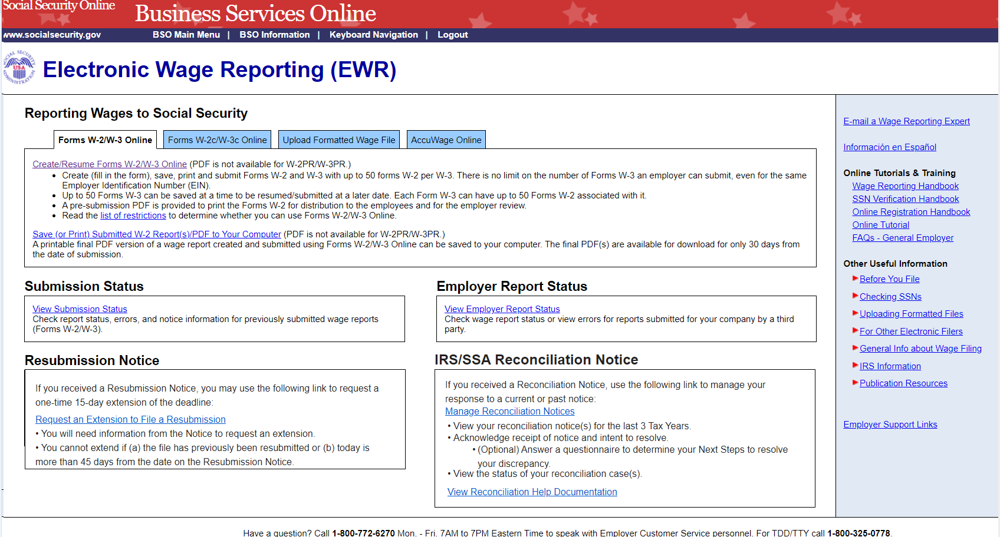 Social Security Online
Business Services Online
www.socialsecurity.gov
BSO Main Menu | BSO Information | Keyboard Navigation | Logout
SOCIAL SECURITY ADMINISTRATION
USA
Electronic Wage Reporting (EWR)
Reporting Wages to Social Security
Forms W-2/W-3 Online
Forms W-2c/W-3c Online
Upload Formatted Wage File
AccuWage Online
Create/Resume Forms W-2/W-3 Online (PDF is not available for W-2PR/W-3PR.)
• Create (fill in the form), save, print and submit Forms W-2 and W-3 with up to 50 forms W-2 per W-3. There is no limit on the number of Forms W-3 an employer can submit, even for the same
Employer Identification Number (EIN).
• Up to 50 Forms W-3 can be saved at a time to be resumed/submitted at a later date. Each Form W-3 can have up to 50 Forms W-2 associated with it.
• A pre-submission PDF is provided to print the Forms W-2 for distribution to the employees and for the employer review.
• Read the list of restrictions to determine whether you can use Forms W-2/W-3 Online.
Save (or Print) Submitted W-2 Report(s)/PDF to Your Computer (PDF is not available for W-2PR/W-3PR.)
A printable final PDF version of a wage report created and submitted using Forms W-2/W-3 Online can be saved to your computer. The final PDF(s) are available for download for only 30 days from
the date of submission.
Submission Status
View Submission Status
Check report status, errors, and notice information for previously submitted wage reports
(Forms W-2/W-3).
Employer Report Status
View Employer Report Status
Check wage report status or view errors for reports submitted for your company by a third
party.
Resubmission Notice
If you received a Resubmission Notice, you may use the following link to request a
one-time 15-day extension of the deadline:
Request an Extension to File a Resubmission
• You will need information from the Notice to request an extension.
• You cannot extend if (a) the file has previously been resubmitted or (b) today is
more than 45 days from the date on the Resubmission Notice.
IRS/SSA Reconciliation Notice
If you received a Reconciliation Notice, use the following link to manage your
response to a current or past notice:
Manage Reconciliation Notices
• View your reconciliation notice(s) for the last 3 Tax Years.
• Acknowledge receipt of notice and intent to resolve.
• (Optional) Answer a questionnaire to determine your Next Steps to resolve
your discrepancy.
• View the status of your reconciliation case(s).
View Reconciliation Help Documentation
E-mail a Wage Reporting Expert
Información en Español
Online Tutorials & Training
Wage Reporting Handbook
SSN Verification Handbook
Online Registration Handbook
Online Tutorial
FAQs - General Employer
Other Useful Information
Before You File
Checking SSNs
Uploading Formatted Files
For Other Electronic Filers
General Info about Wage Filing
IRS Information
Publication Resources
Employer Support Links
Have a question? Call 1-800-772-6270 Mon. - Fri. 7AM to 7PM Eastern Time to speak with Employer Customer Service personnel. For TDD/TTY call 1-800-325-0778.